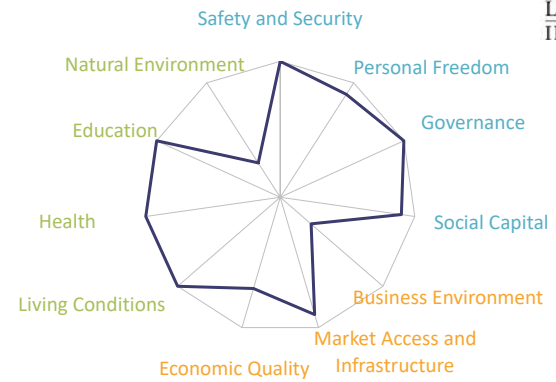 Safety and Security
Natural Environment
Personal Freedom
Education
Governance
Health
Social Capital
Living Conditions
Business Environment
Market Access and
Infrastructure
Economic Quality